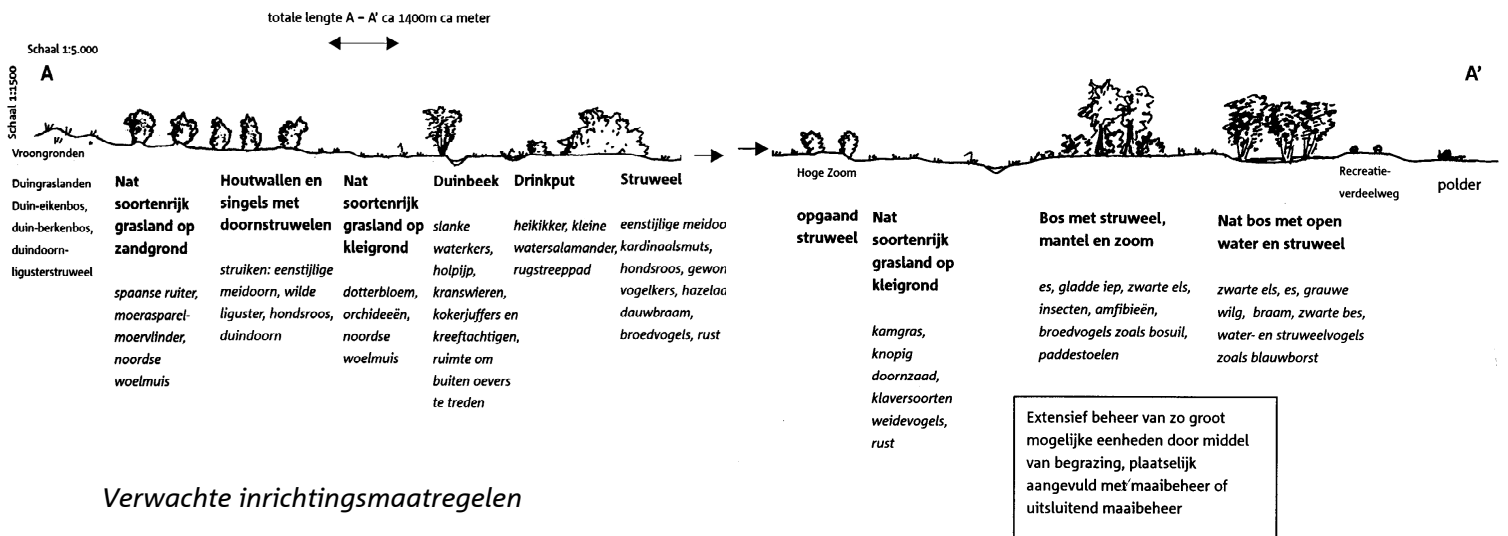 totale lengte A – A’ ca 1400m ca meter
Schaal 1:5.000
Schaal 1:1500
A
A’
Vroongronden
Duingraslanden
Duin-eikenbos,
duin-berkenbos,
duindoorn-
ligusterstruweel
Nat
soortenrijk
grasland op
zandgrond
spaanse ruiter,
moerasparel-
moervlinder,
noordse
woelmuis
Houtwallen en
singels met
doornstruwelen
struiken: eenstijlige
meidoorn, wilde
liguster, hondsroos,
duindoorn
Nat
soortenrijk
grasland op
kleigrond
dotterbloem,
orchideeën,
noordse
woelmuis
Duinbeek
slanke
waterkers,
holpijp,
kranswieren,
kokerjuffers en
kreeftachtigen,
ruimte om
buiten oevers
te treden
Drinkput
heikikker, kleine
watersalamander,
rugstreeppad
Struweel
eenstijlige meidoo
kardinaalsmuts,
hondsroos, gewon
vogelkers, hazelaa
dauwbraam,
broedvogels, rust
Hoge Zoom
opgaand
struweel
Nat
soortenrijk
grasland op
kleigrond
kamgras,
knopig
doornzaad,
klaversoorten
weidevogels,
rust
Bos met struweel,
mantel en zoom
es, gladde iep, zwarte els,
insecten, amfibieën,
broedvogels zoals bosuil,
paddestoelen
Nat bos met open
water en struweel
zwarte els, es, grauwe
wilg, braam, zwarte bes,
water- en struweelvogels
zoals blauwborst
Recreatie-
verdeelweg
polder
Extensief beheer van zo groot
mogelijke eenheden door middel
van begrazing, plaatselijk
aangevuld met maaibeheer of
uitsluitend maaibeheer
Verwachte inrichtingsmaatregelen